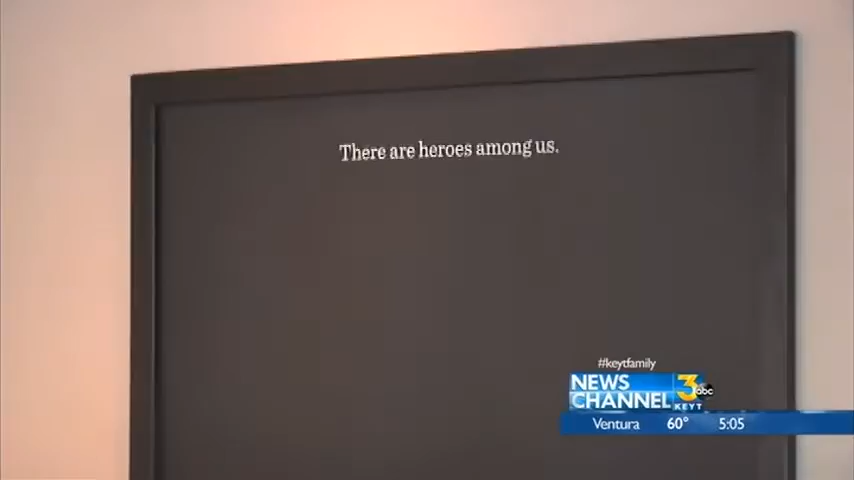 There are heroes among us.
#keytfamily
NEWS
CHANNEL
3
abc
KEYT
Ventura 60° 5:05